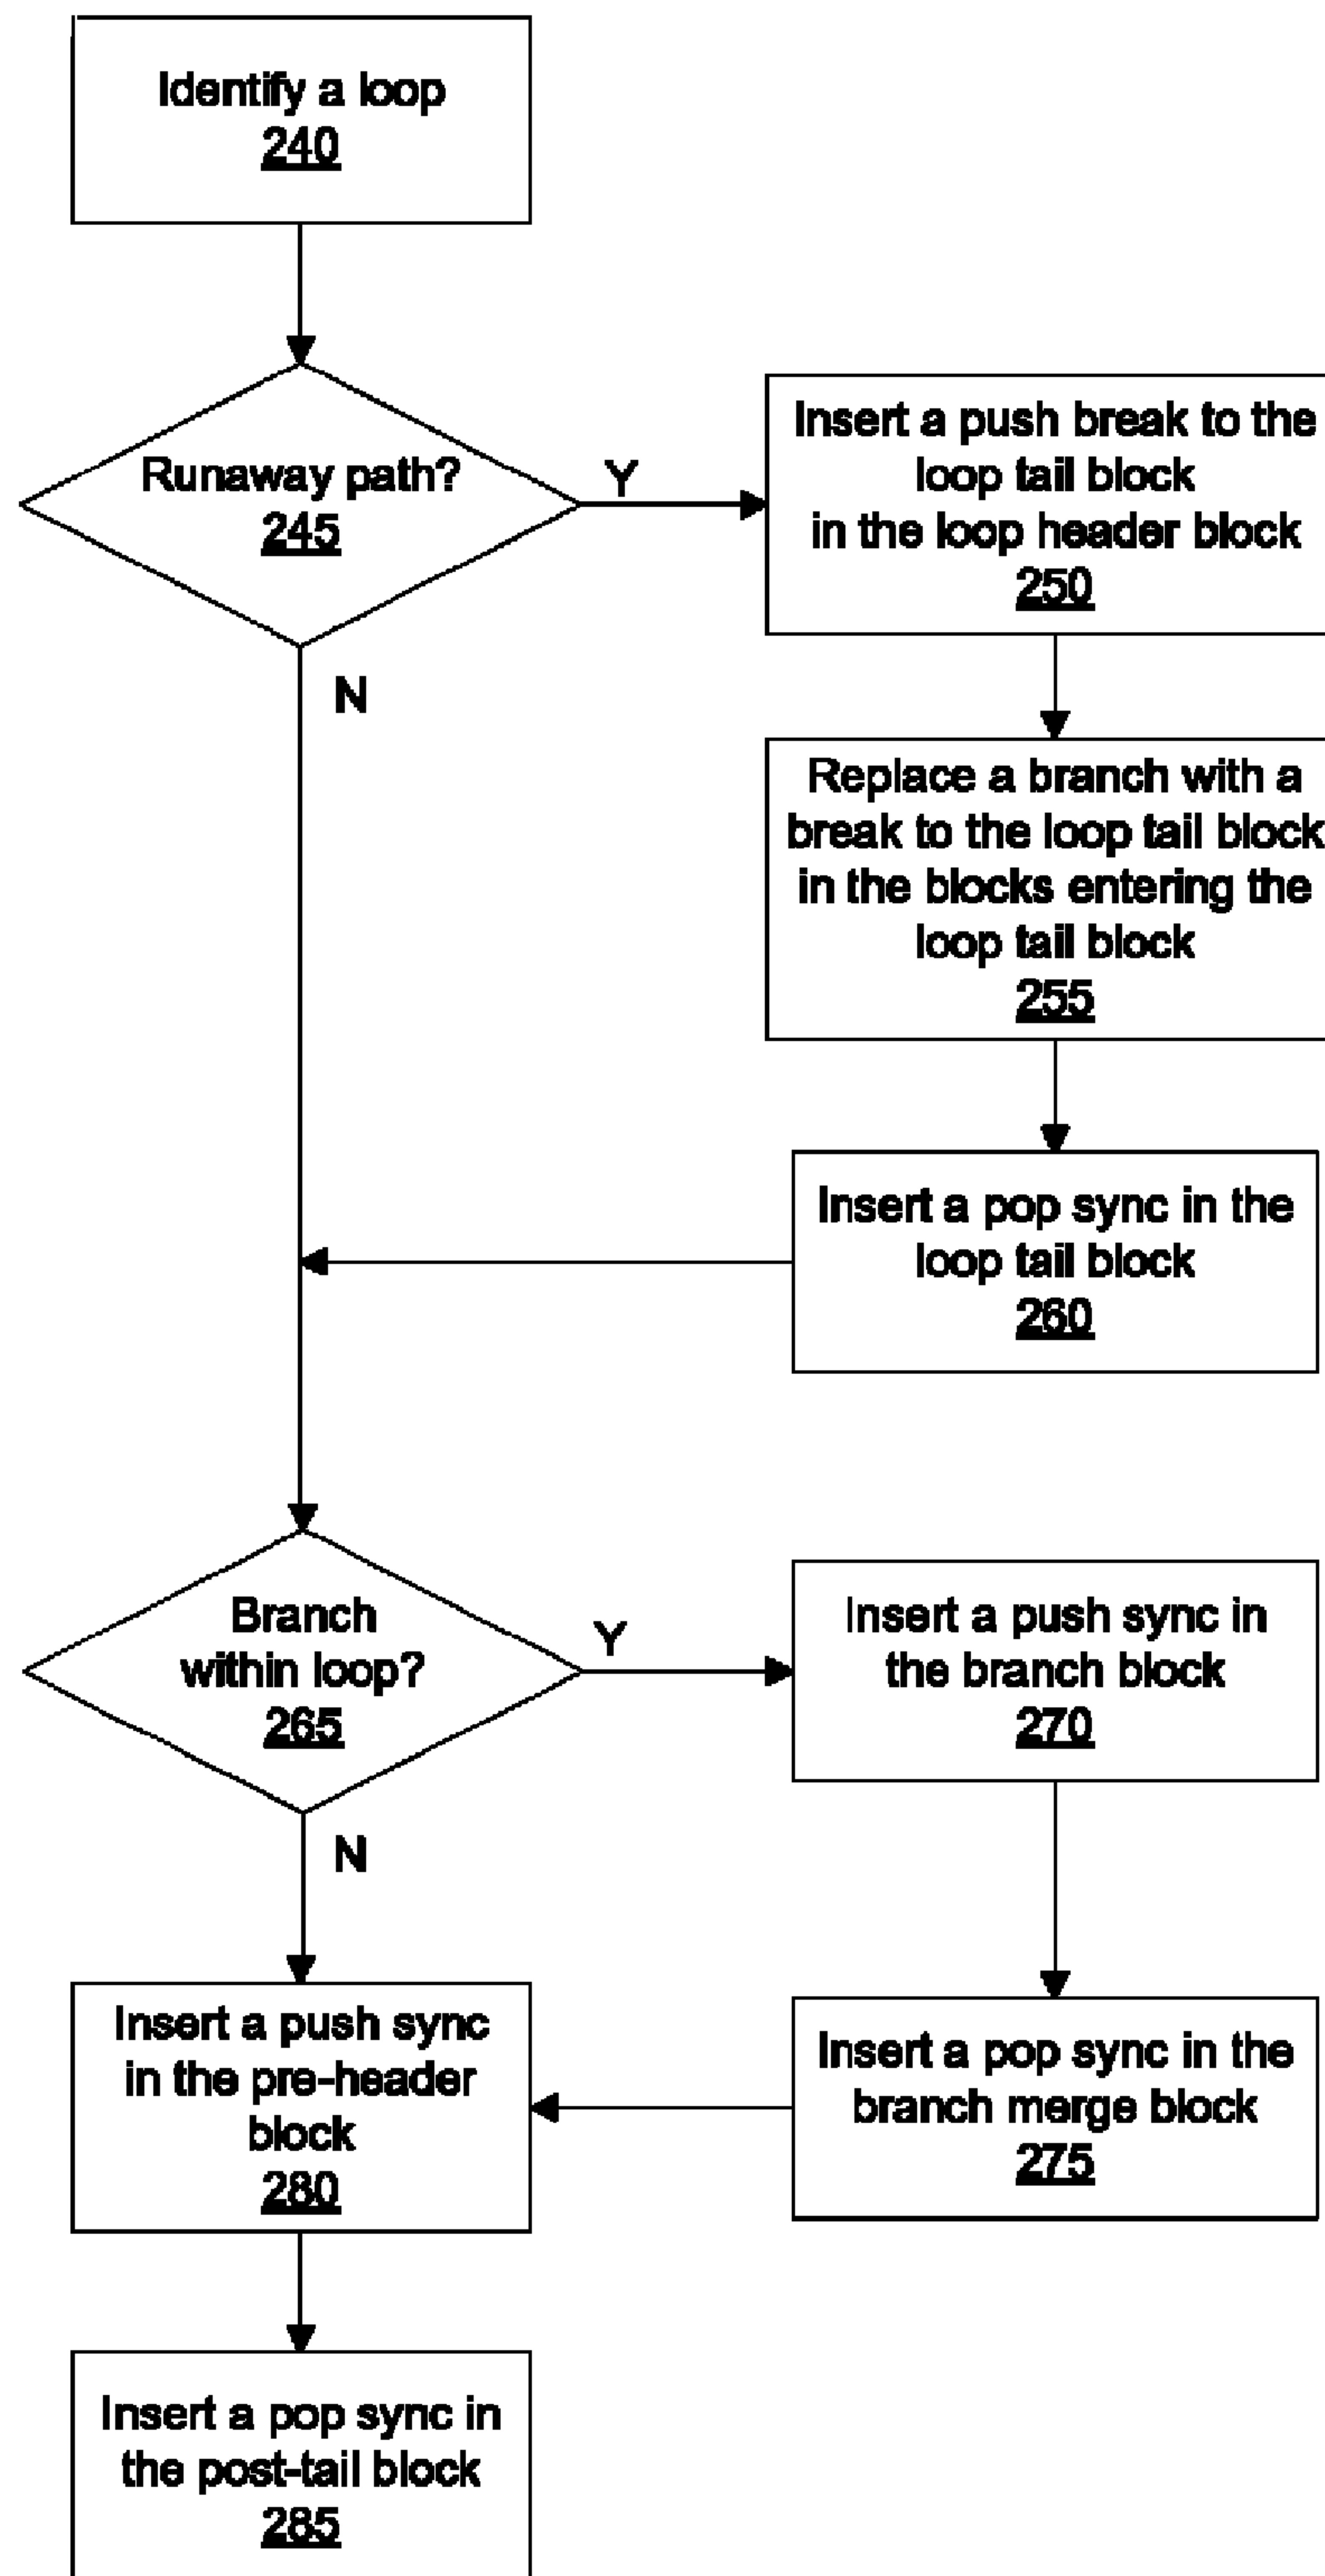 Identify a loop
240
Runaway path?
245
Y
N
Insert a push break to the
loop tail block
in the loop header block
250
Replace a branch with a
break to the loop tail block
in the blocks entering the
loop tail block
255
Insert a pop sync in the
loop tail block
260
Branch
within loop?
265
Y
N
Insert a push sync in
the branch block
270
Insert a pop sync in the
branch merge block
275
Insert a push sync
in the pre-header
block
280
Insert a pop sync in
the post-tail block
285